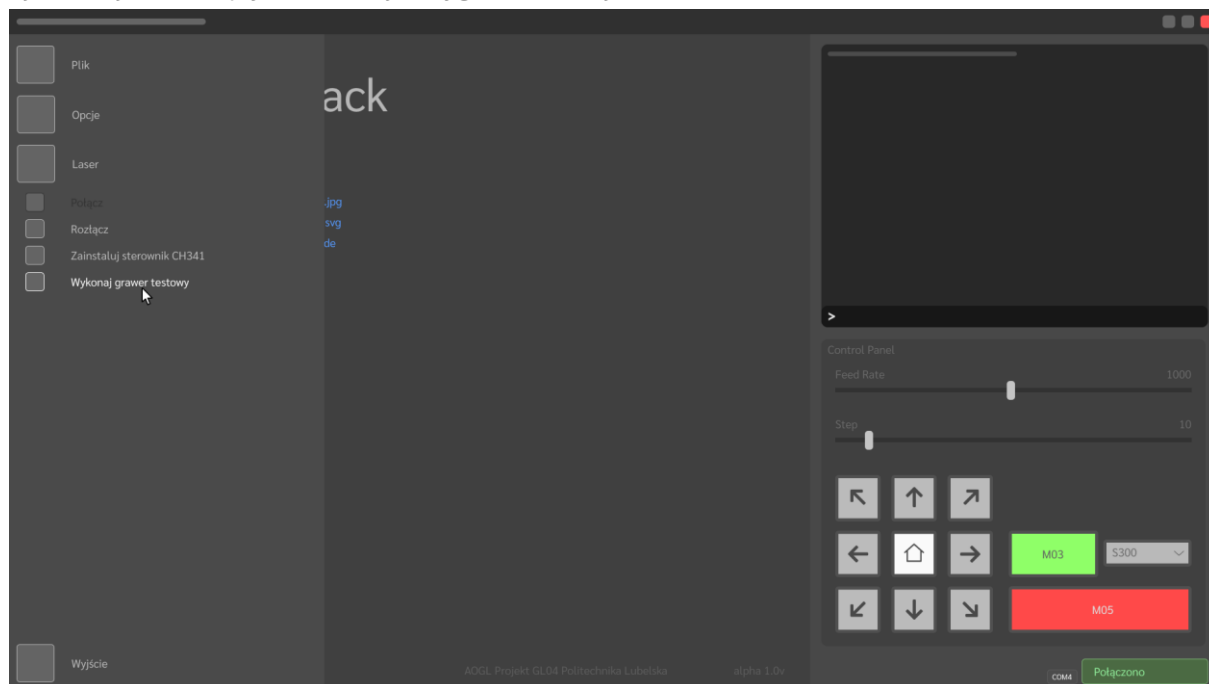 Plik
Opcje
Laser
Połącz
Rozłącz
Zainstaluj sterownik CH341
Wykonaj grawer testowy
Wyjście
ack
.jpg
svg
de
AOGL Projekt GL04 Politechnika Lubelska alpha 1.0v
>
Control Panel
Feed Rate 1000
Step 10
M03 S300
M05
COM4 Połączono